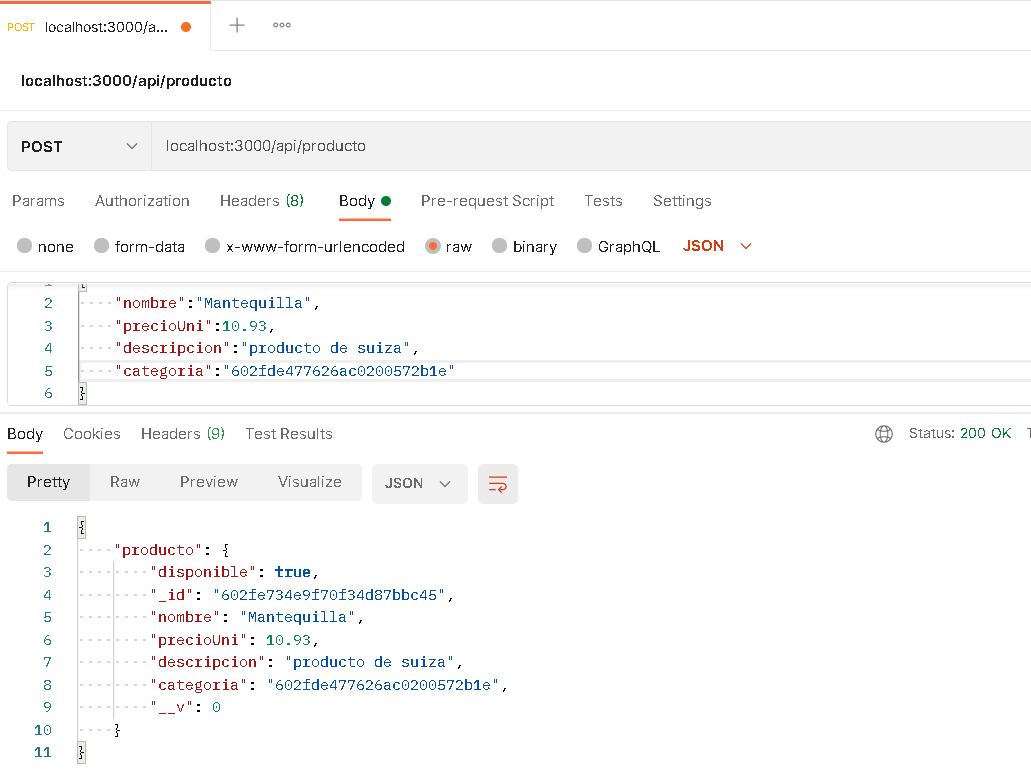 POST localhost:3000/a...
localhost:3000/api/producto
POST localhost:3000/api/producto
Params Authorization Headers (8) Body Pre-request Script Tests Settings
none form-data x-www-form-urlencoded raw binary GraphQL JSON
1 {
2 "nombre":"Mantequilla",
3 "precioUni":10.93,
4 "descripcion":"producto de suiza",
5 "categoria":"602fde477626ac0200572b1e"
6 }
Body Cookies Headers (9) Test Results Status: 200 OK
Pretty Raw Preview Visualize JSON
1 {
2 "producto": {
3 "disponible": true,
4 "_id": "602fe734e9f70f34d87bbc45",
5 "nombre": "Mantequilla",
6 "precioUni": 10.93,
7 "descripcion": "producto de suiza",
8 "categoria": "602fde477626ac0200572b1e",
9 "__v": 0
10 }
11 }